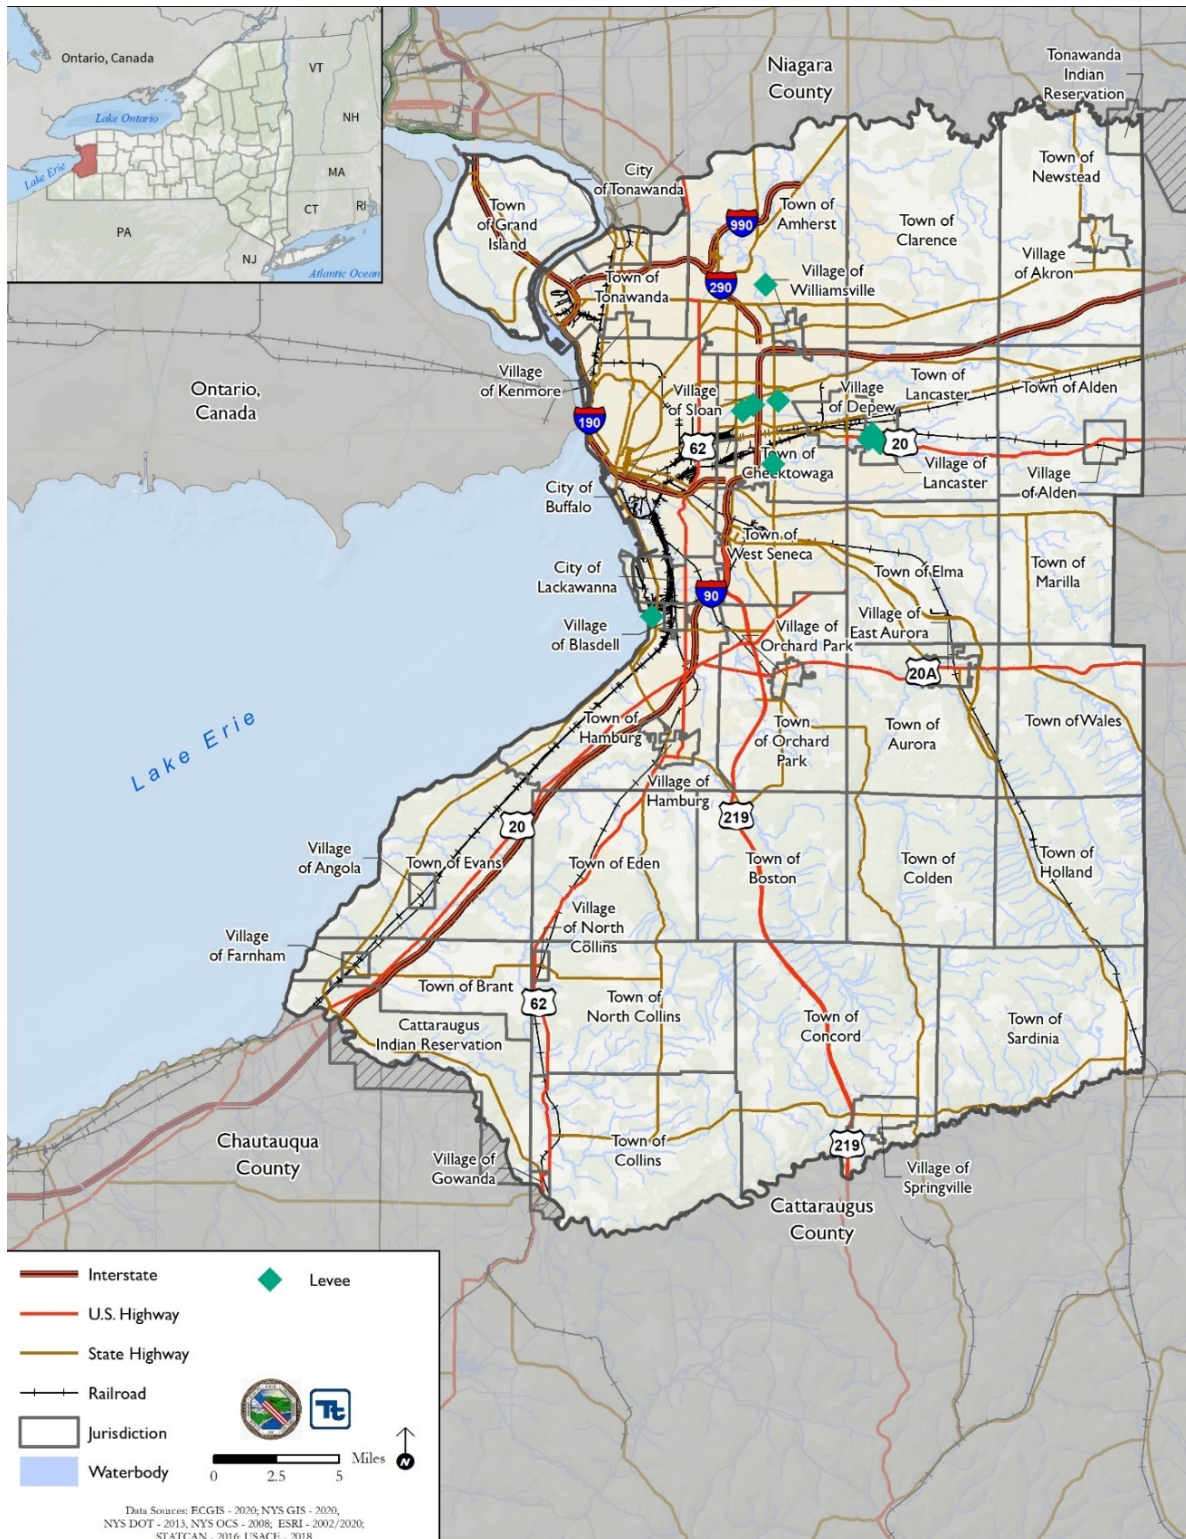 Ontario, Canada
VT
Lake Ontario
NH
Lake Erie
MA
CT
RI
PA
NJ
Atlantic Ocean
Niagara
County
Tonawanda
Indian
Reservation
City
of Tonawanda
Town of
Newstead
Town
of Grand
Island
990
Town of
Amherst
Town of
Clarence
Village
of Akron
290
Village of
Williamsville
Town of
Tonawanda
Village
of Kenmore
Ontario,
Canada
Village
of Sloan
Village
of Depew
Town of
Lancaster
Town of Alden
190
62
20
Town of
Cheektowaga
Village of
Lancaster
Village
of Alden
City of
Buffalo
Town of
West Seneca
City of
Lackawanna
Town of Elma
Town of
Marilla
90
Village
of Blasdell
Village of
Orchard Park
Village of
East Aurora
20A
Town of
Hamburg
Town
of Orchard
Park
Town of
Aurora
Town of Wales
Lake Erie
Village of
Hamburg
20
219
Village
of Angola
Town of Evans
Town of Eden
Town of
Boston
Town of
Colden
Town of
Holland
Village
of Farnham
Village
of North
Collins
Town of Brant
62
Town of
North Collins
Town of
Concord
Town of
Sardinia
Cattaraugus
Indian Reservation
Chautauqua
County
Village of
Gowanda
Town of
Collins
219
Village of
Springville
Cattaraugus
County
Interstate
Levee
U.S. Highway
State Highway
Railroad
Jurisdiction
Waterbody
Tt
N
Miles
0 2.5 5
Data Sources: ECGIS - 2020; NYS GIS - 2020,
NYS DOT - 2013, NYS OCS - 2008; ESRI - 2002/2020;
STATCAN - 2016; USACE - 2018